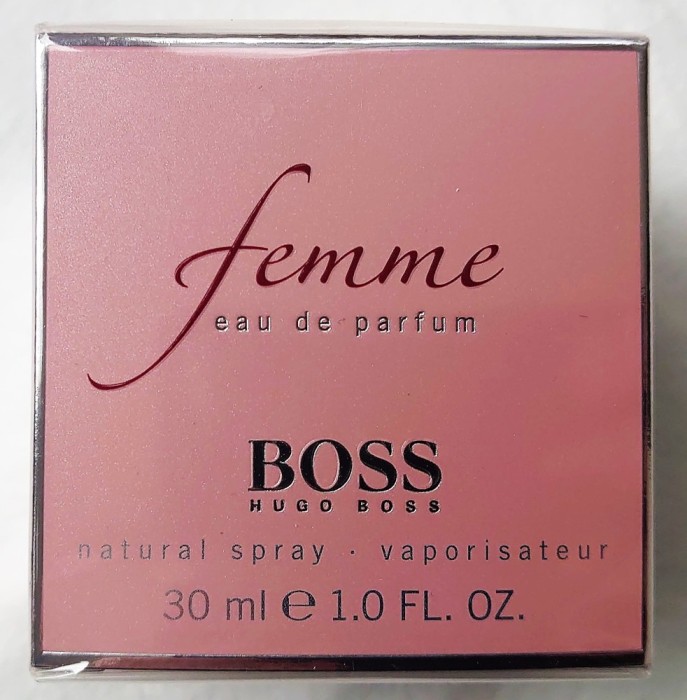 femme
eau de parfum
BOSS
HUGO BOSS
natural spray · vaporisateur
30 ml ℮ 1.0 FL. OZ.